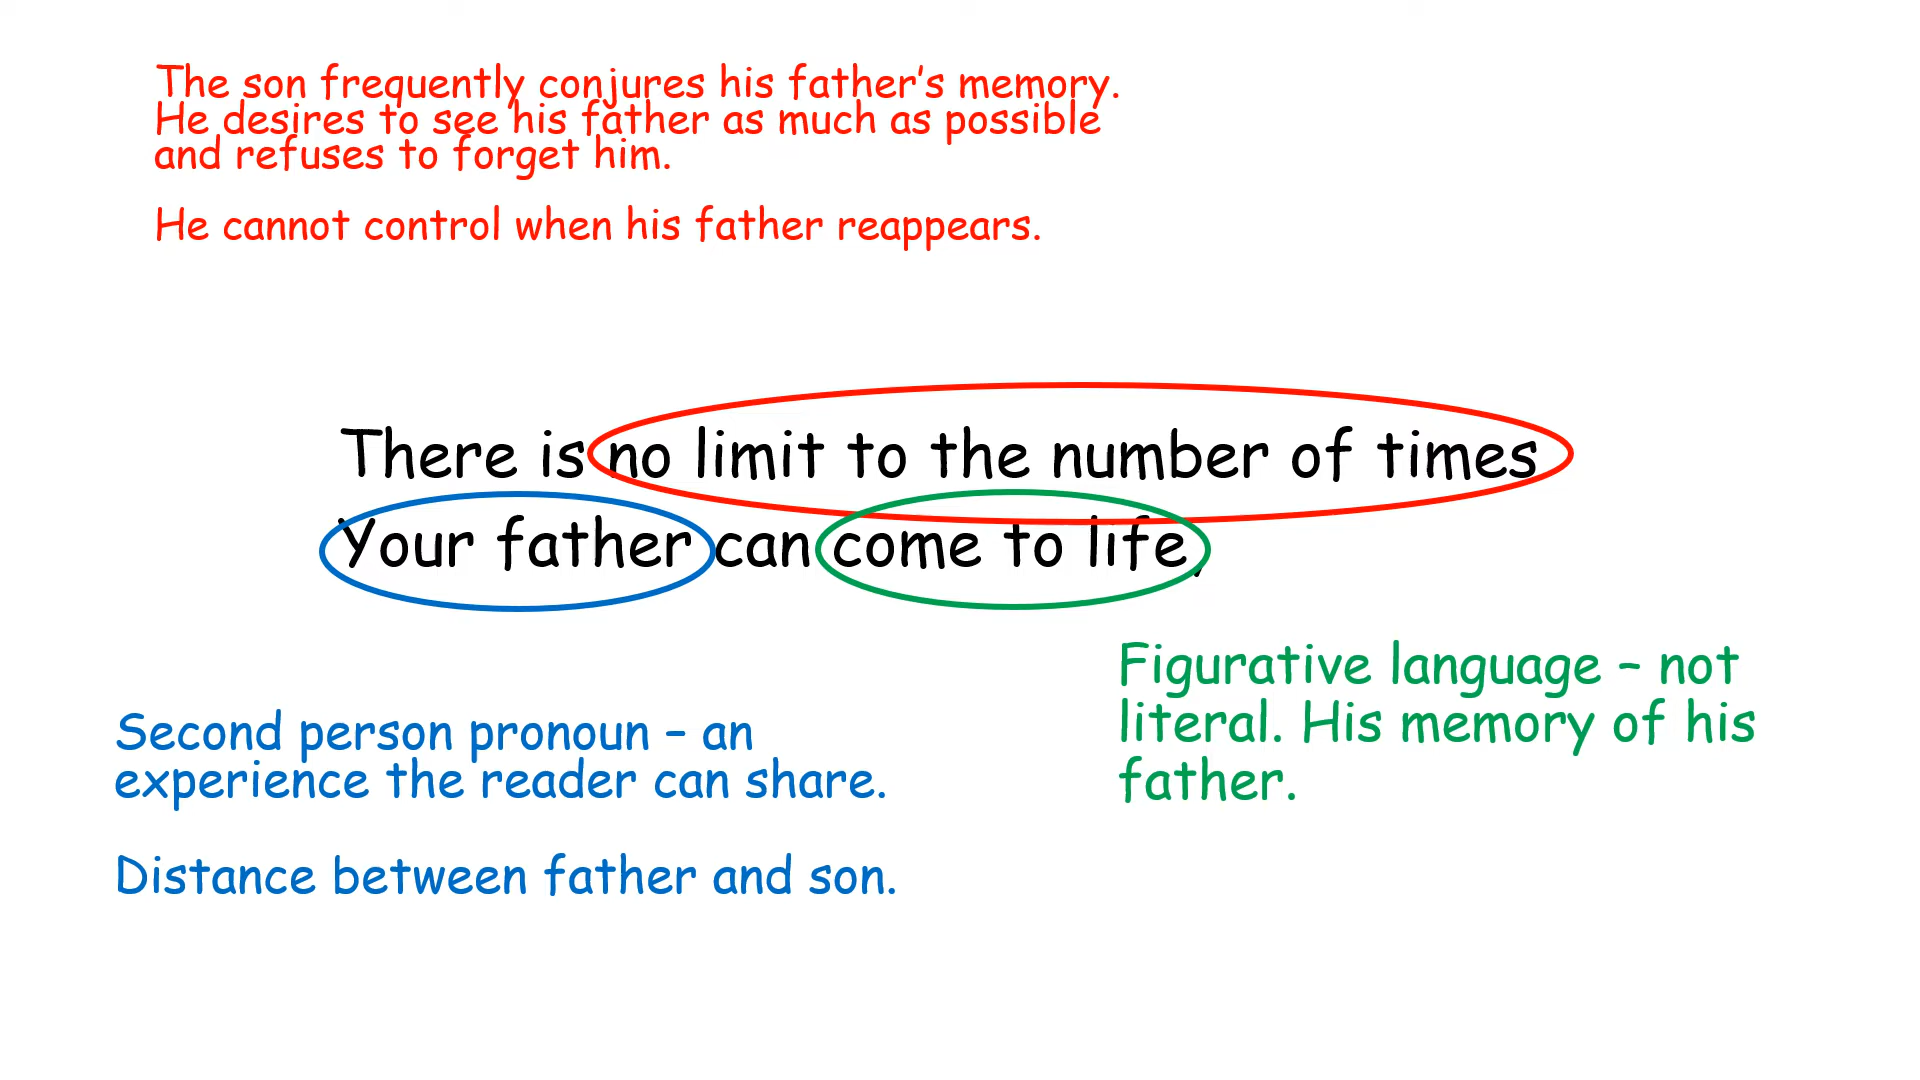 The son frequently conjures his father’s memory.
He desires to see his father as much as possible
and refuses to forget him.
He cannot control when his father reappears.
There is no limit to the number of times
Your father can come to life,
Second person pronoun – an
experience the reader can share.
Distance between father and son.
Figurative language – not
literal. His memory of his
father.